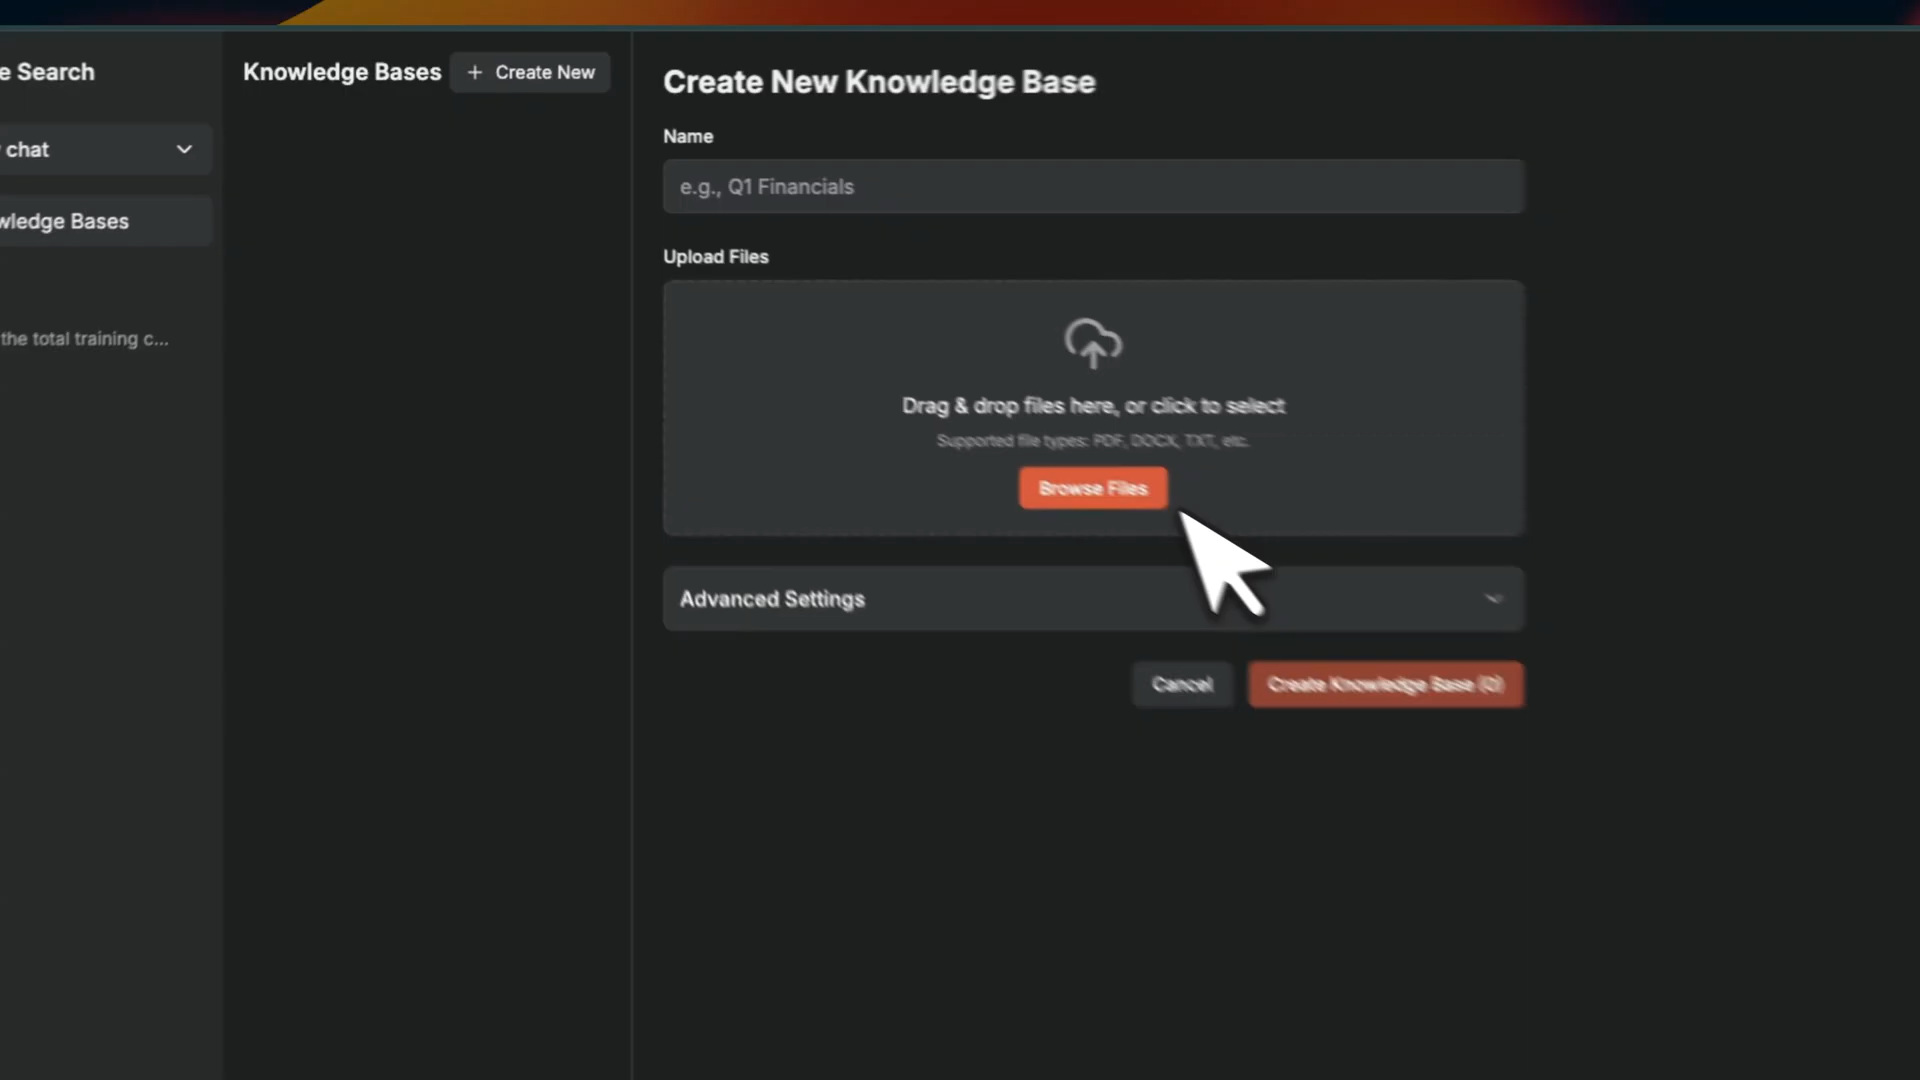 e Search
chat
wledge Bases
the total training c...
Knowledge Bases
+ Create New
Create New Knowledge Base
Name
e.g., Q1 Financials
Upload Files
Drag & drop files here, or click to select
Supported file types: PDF, DOCX, TXT, etc.
Browse Files
Advanced Settings
Cancel
Create Knowledge Base (0)